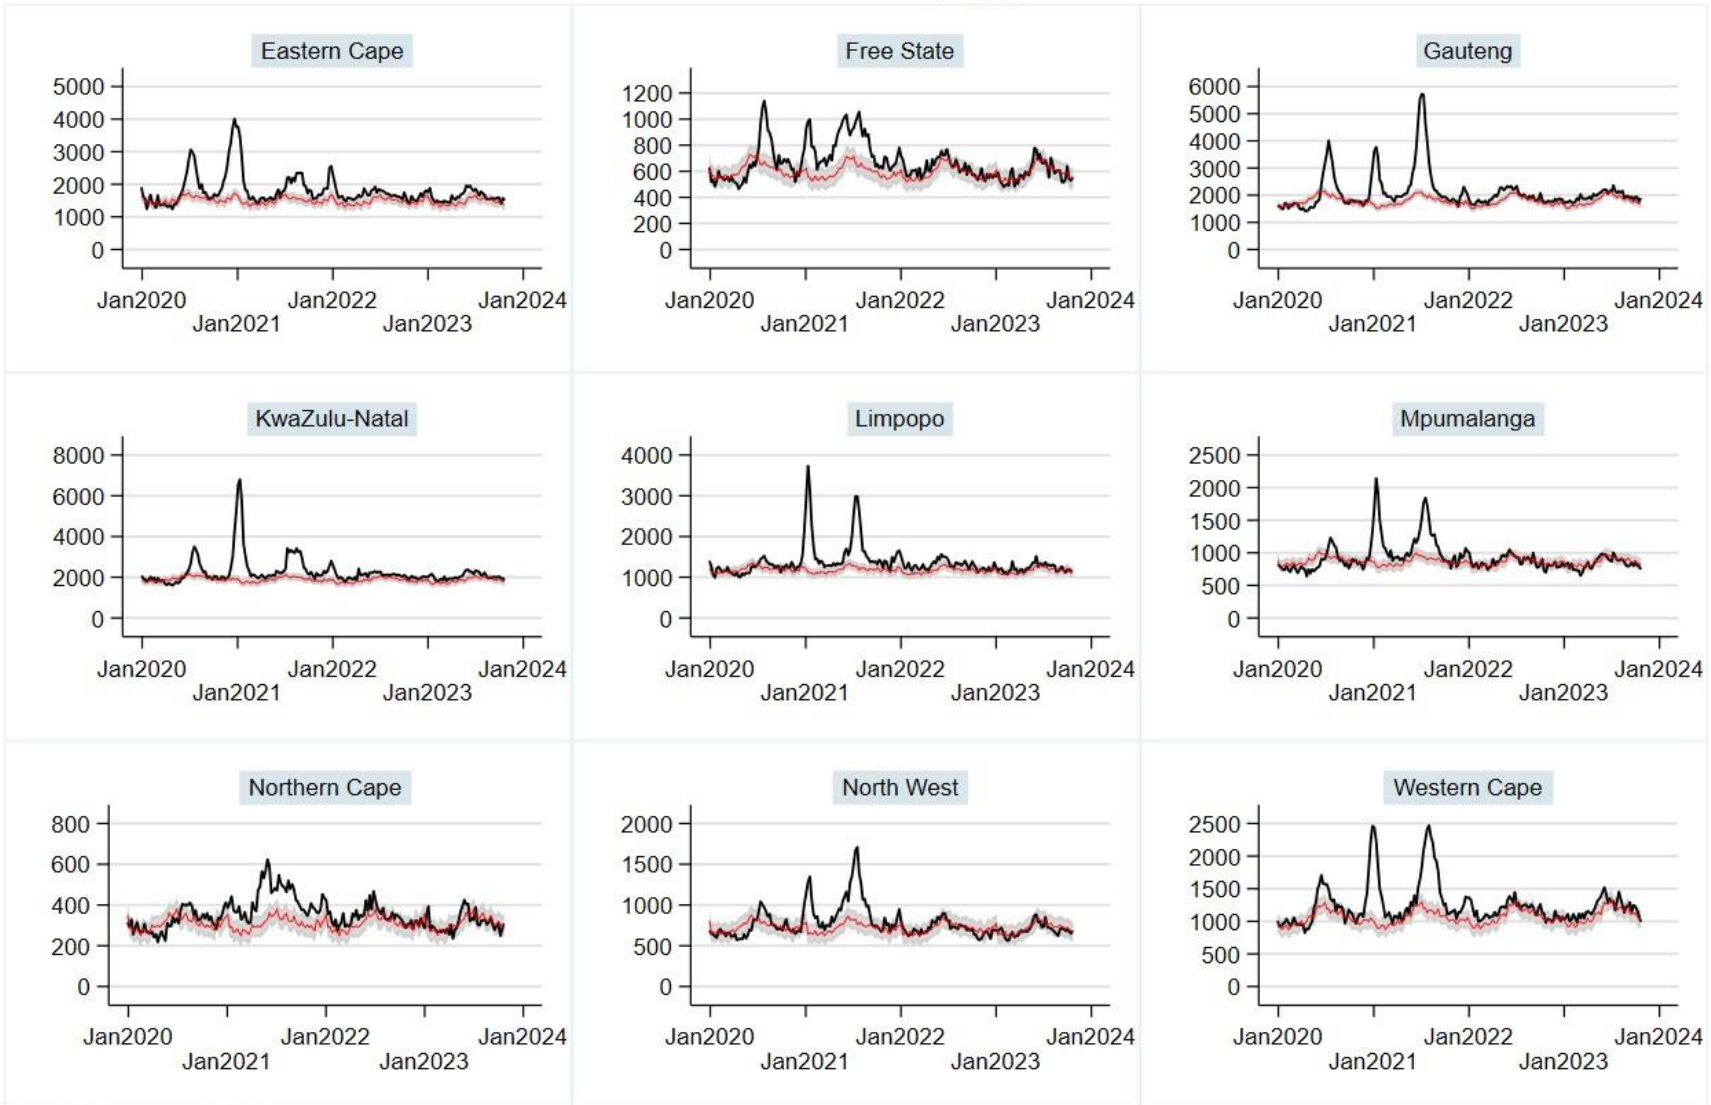 Eastern Cape
5000
4000
3000
2000
1000
0
Jan2020 Jan2022 Jan2024
Jan2021 Jan2023
Free State
1200
1000
800
600
400
200
0
Jan2020 Jan2022 Jan2024
Jan2021 Jan2023
Gauteng
6000
5000
4000
3000
2000
1000
0
Jan2020 Jan2022 Jan2024
Jan2021 Jan2023
KwaZulu-Natal
8000
6000
4000
2000
0
Jan2020 Jan2022 Jan2024
Jan2021 Jan2023
Limpopo
4000
3000
2000
1000
0
Jan2020 Jan2022 Jan2024
Jan2021 Jan2023
Mpumalanga
2500
2000
1500
1000
500
0
Jan2020 Jan2022 Jan2024
Jan2021 Jan2023
Northern Cape
800
600
400
200
0
Jan2020 Jan2022 Jan2024
Jan2021 Jan2023
North West
2000
1500
1000
500
0
Jan2020 Jan2022 Jan2024
Jan2021 Jan2023
Western Cape
2500
2000
1500
1000
500
0
Jan2020 Jan2022 Jan2024
Jan2021 Jan2023